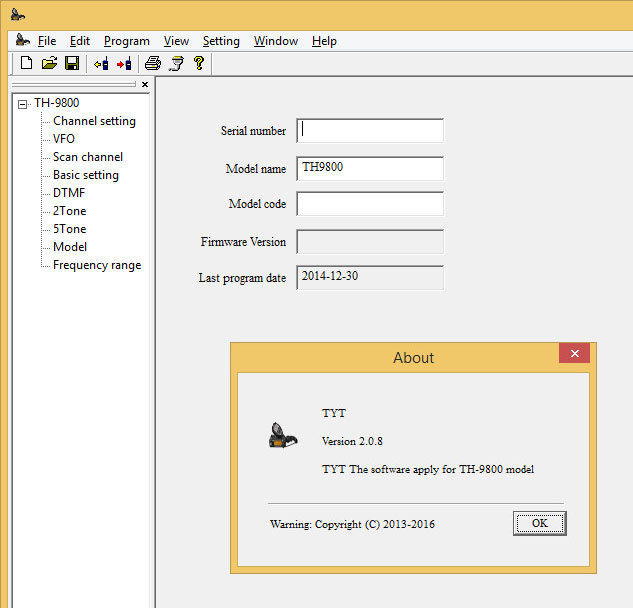 File Edit Program View Setting Window Help
TH-9800
Channel setting
VFO
Scan channel
Basic setting
DTMF
2Tone
5Tone
Model
Frequency range
Serial number
Model name TH9800
Model code
Firmware Version
Last program date 2014-12-30
About
TYT
Version 2.0.8
TYT The software apply for TH-9800 model
Warning: Copyright (C) 2013-2016
OK